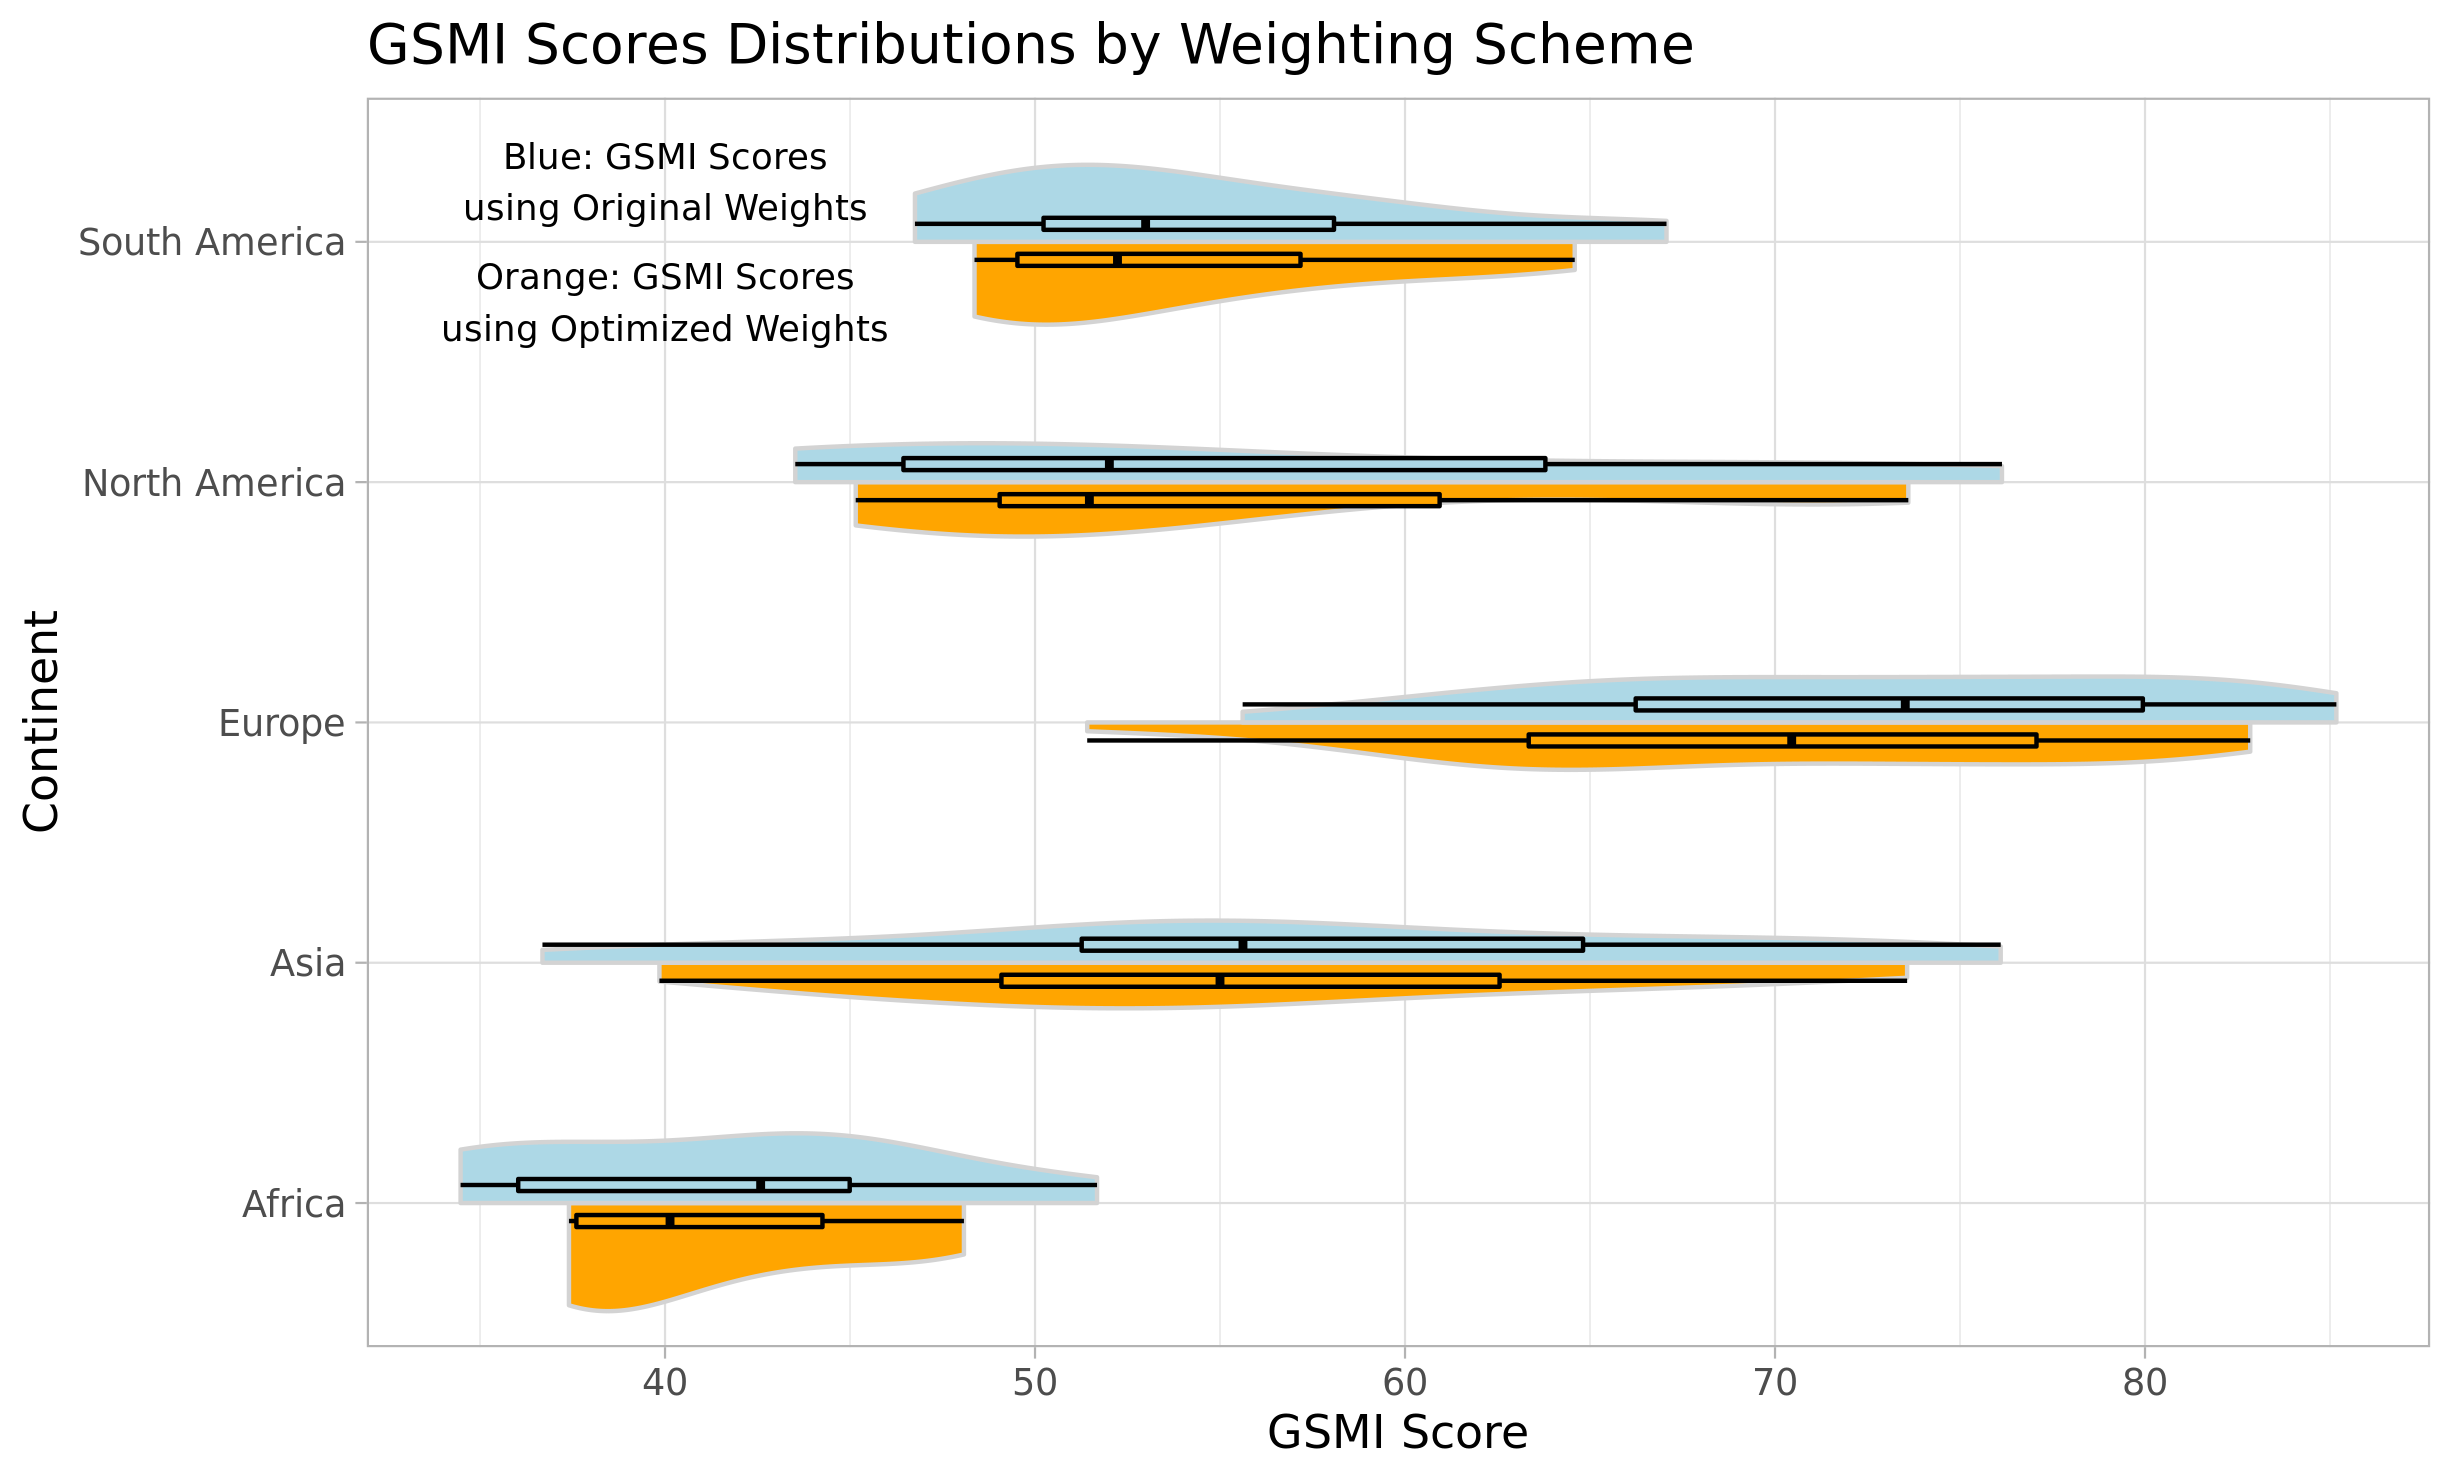 GSMI Scores Distributions by Weighting Scheme
Blue: GSMI Scores
using Original Weights
Orange: GSMI Scores
using Optimized Weights
South America
North America
Europe
Asia
Africa
Continent
40 50 60 70 80
GSMI Score